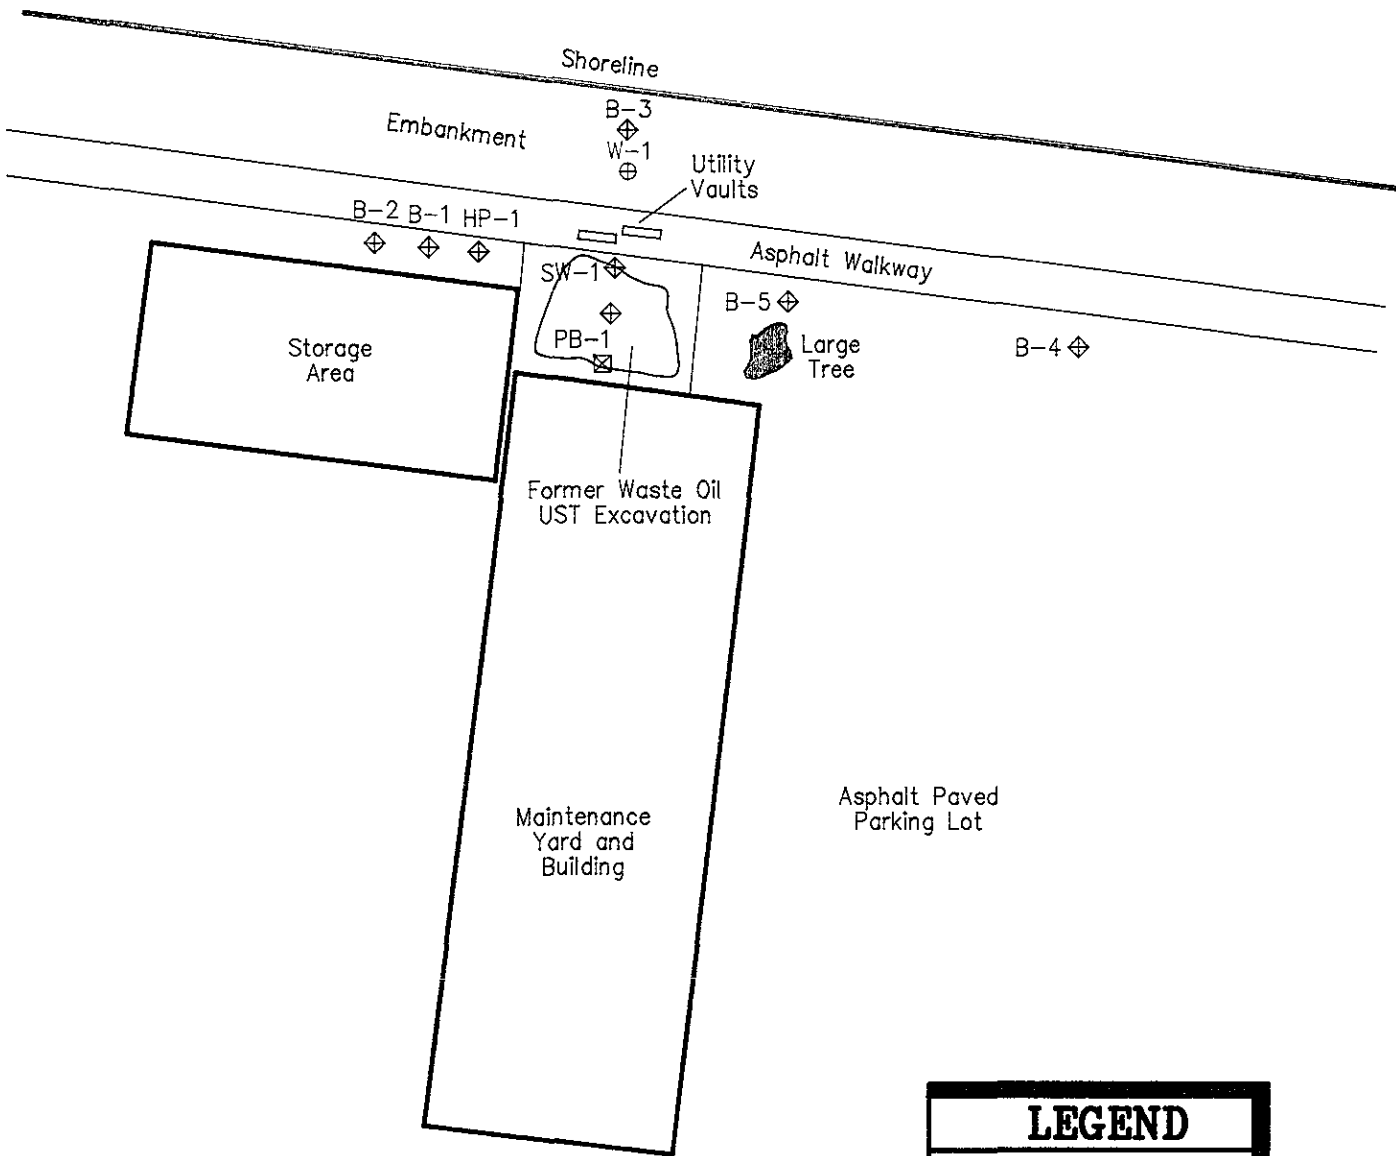 Shoreline
B-3
Embankment
W-1
Utility
Vaults
B-2 B-1 HP-1
Asphalt Walkway
SW-1
B-5
PB-1
Storage
Area
Large
Tree
B-4
Former Waste Oil
UST Excavation
Maintenance
Yard and
Building
Asphalt Paved
Parking Lot
LEGEND